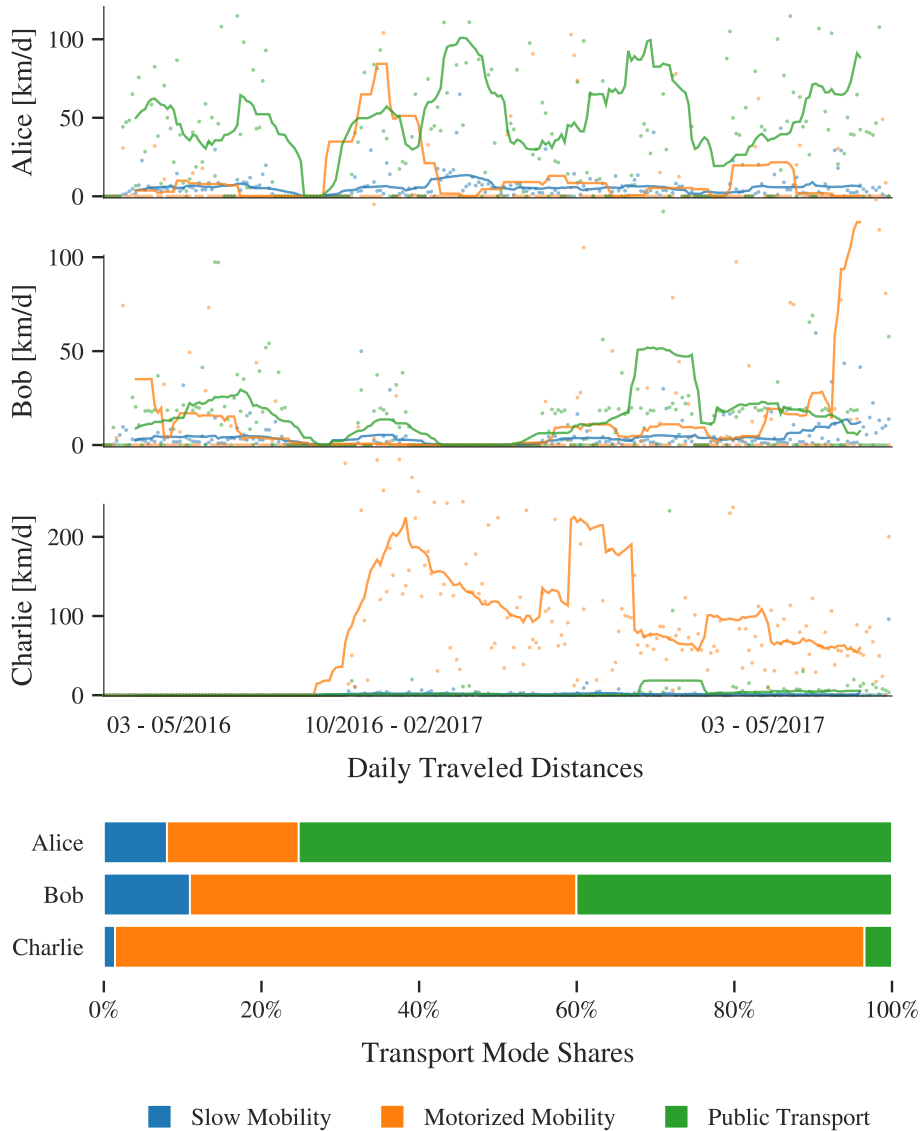 Alice [km/d]
100
50
0
Bob [km/d]
100
50
0
Charlie [km/d]
200
100
0
03 - 05/2016 10/2016 - 02/2017 03 - 05/2017
Daily Traveled Distances
Alice
Bob
Charlie
0% 20% 40% 60% 80% 100%
Transport Mode Shares
Slow Mobility Motorized Mobility Public Transport